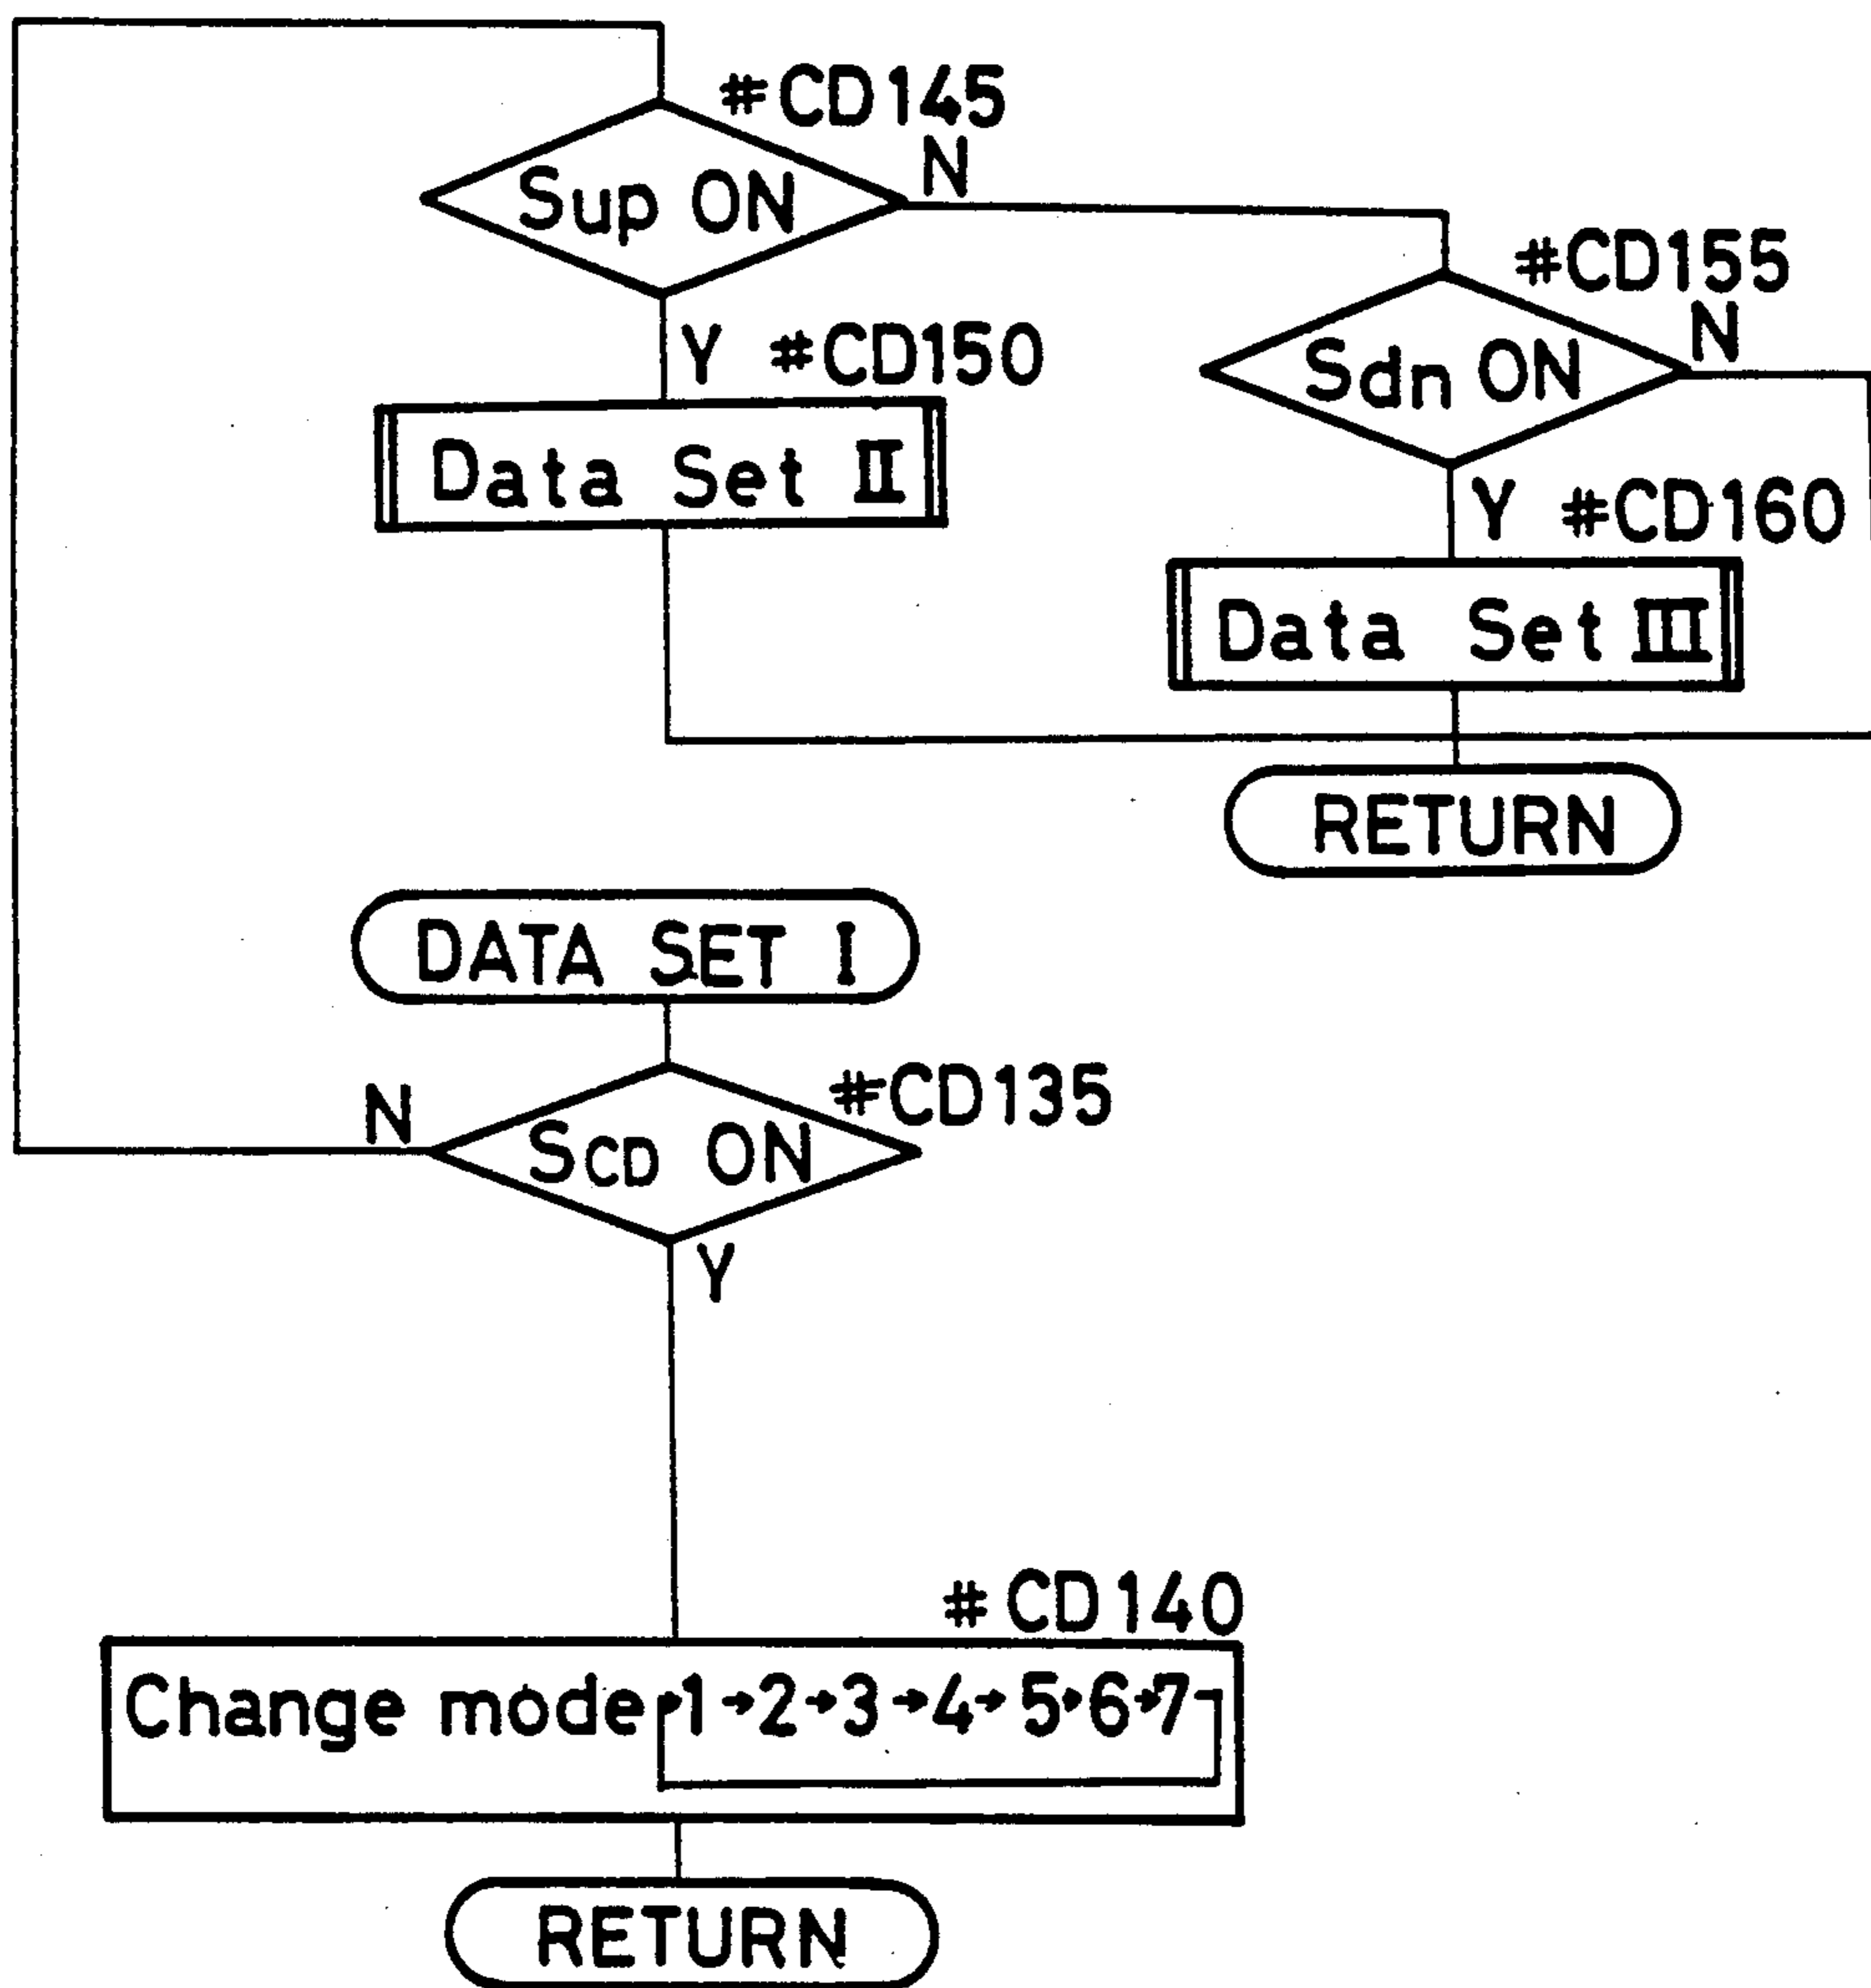 #CD145
N
Sup ON
#CD155
N
Y #CD150
Sdn ON
Data Set II
Y #CD160
Data Set III
RETURN
DATA SET I
#CD135
N
SCD ON
Y
#CD140
Change mode 1→2→3→4→5→6→7
RETURN